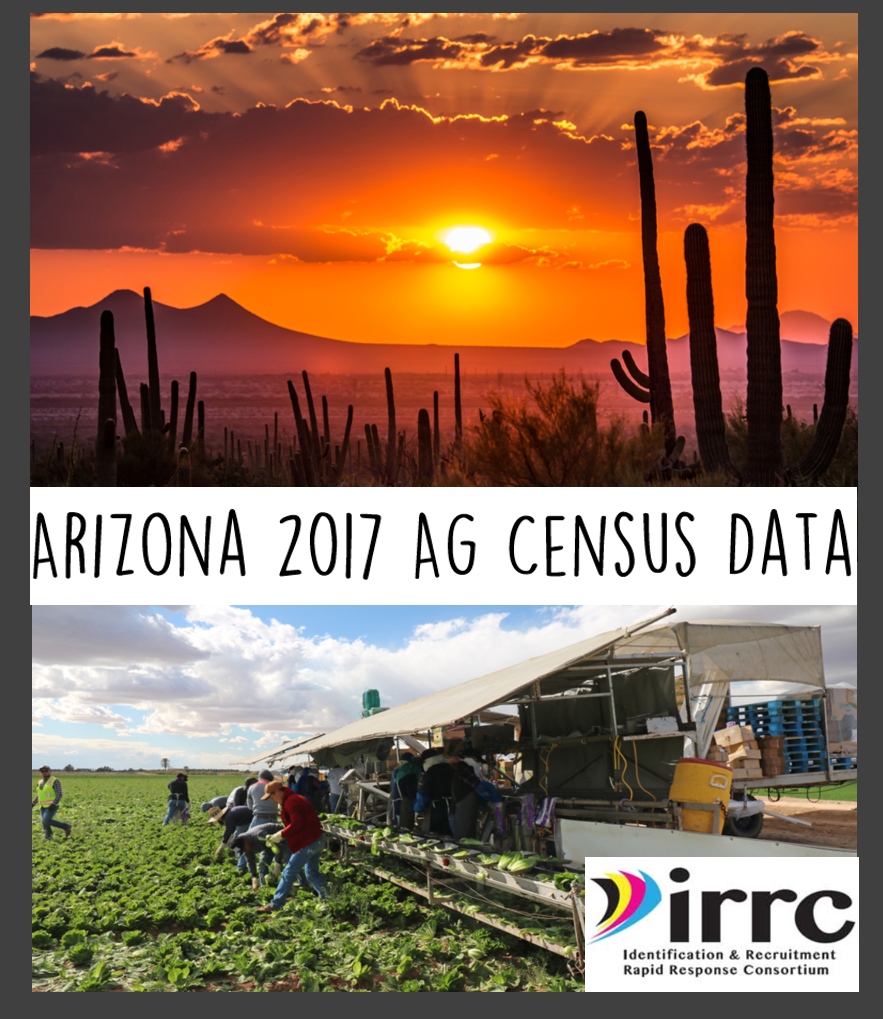 ARIZONA 2017 AG CENSUS DATA
irrc
Identification & Recruitment
Rapid Response Consortium